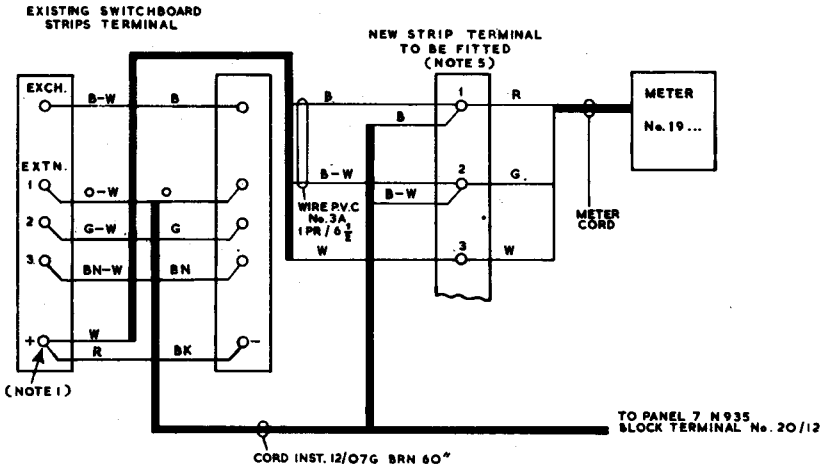 EXISTING SWITCHBOARD
STRIPS TERMINAL
NEW STRIP TERMINAL
TO BE FITTED
(NOTE 5)
EXCH.
B-W
B
B
1
R
METER
No. 19 ...
B
EXTN.
1
O-W
O
B-W
2
G.
B-W
WIRE P.V.C
No. 3A
1 PR / 6 1/2
METER
CORD
2
G-W
G
W
3
W
3.
BN-W
BN
+
W
-
R
BK
(NOTE 1)
TO PANEL 7 N935
BLOCK TERMINAL No. 20/12
CORD INST. 12/07G BRN 60"